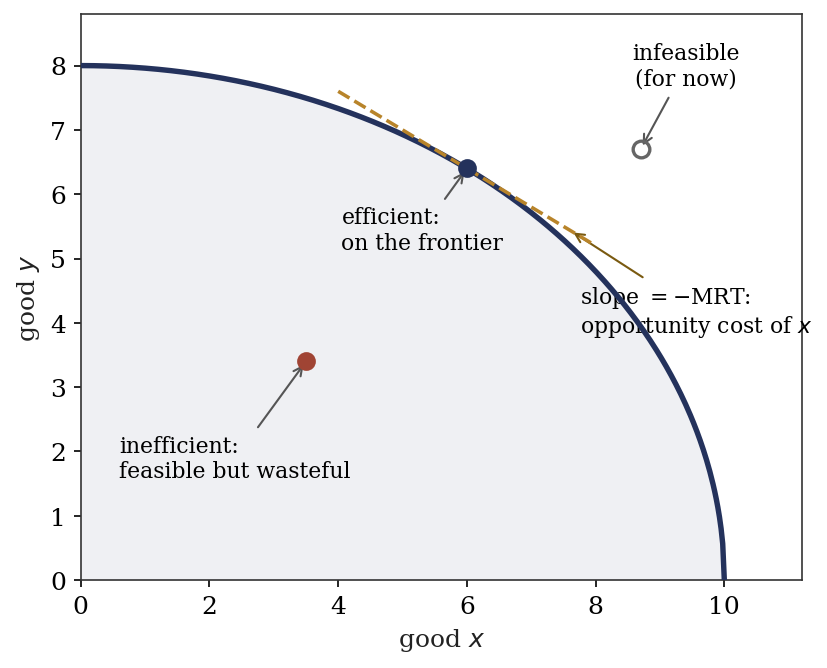 infeasible
(for now)
efficient:
on the frontier
slope = −MRT:
opportunity cost of x
inefficient:
feasible but wasteful
good y
8
7
6
5
4
3
2
1
0
0 2 4 6 8 10
good x